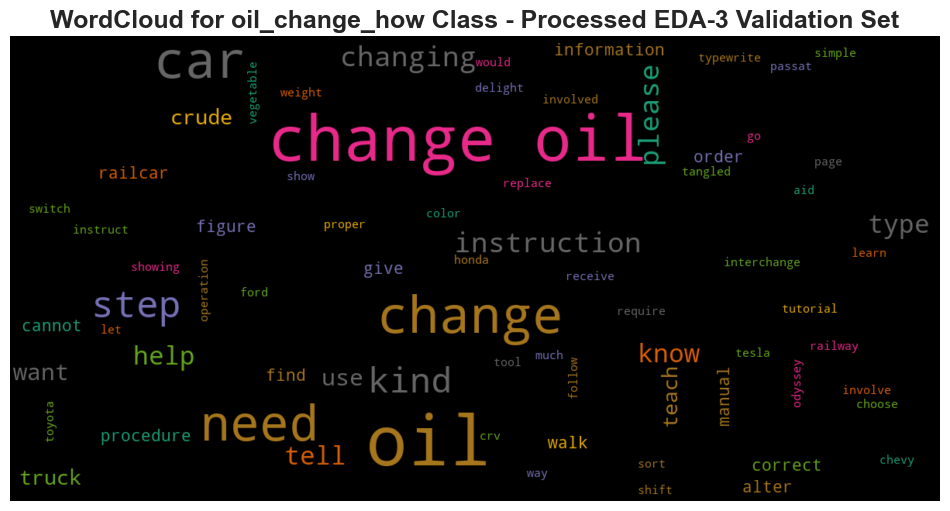 WordCloud for oil_change_how Class - Processed EDA-3 Validation Set
car
changing
would
information
typewrite
simple
passat
vegetable
weight
delight
involved
please
crude
change oil
go
order
page
railcar
show
replace
tangled
aid
switch
color
instruct
figure
proper
instruction
type
showing
operation
give
honda
receive
interchange
learn
step
ford
change
require
tutorial
cannot
let
help
much
know
tesla
railway
want
find
use
kind
tool
follow
teach
manual
odyssey
involve
choose
toyota
procedure
need
tell
oil
crv
walk
truck
way
sort
correct
chevy
shift
alter